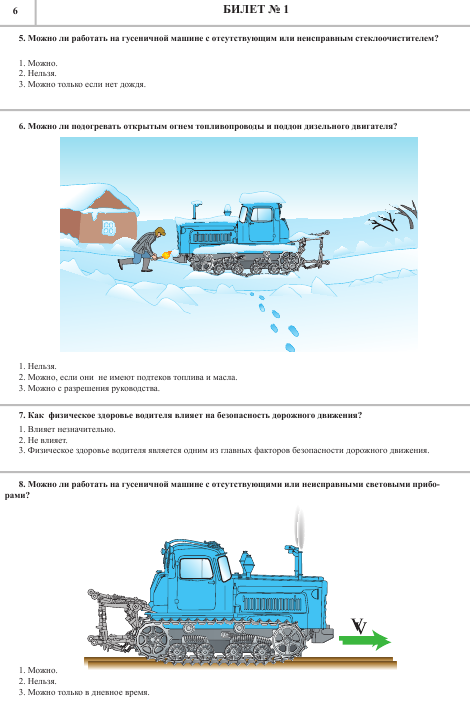 6
БИЛЕТ № 1
5. Можно ли работать на гусеничной машине с отсутствующим или неисправным стеклоочистителем?
1. Можно.
2. Нельзя.
3. Можно только если нет дождя.
6. Можно ли подогревать открытым огнем топливопроводы и поддон дизельного двигателя?
1. Нельзя.
2. Можно, если они не имеют подтеков топлива и масла.
3. Можно с разрешения руководства.
7. Как физическое здоровье водителя влияет на безопасность дорожного движения?
1. Влияет незначительно.
2. Не влияет.
3. Физическое здоровье водителя является одним из главных факторов безопасности дорожного движения.
8. Можно ли работать на гусеничной машине с отсутствующими или неисправными световыми прибо-
рами?
V
1. Можно.
2. Нельзя.
3. Можно только в дневное время.